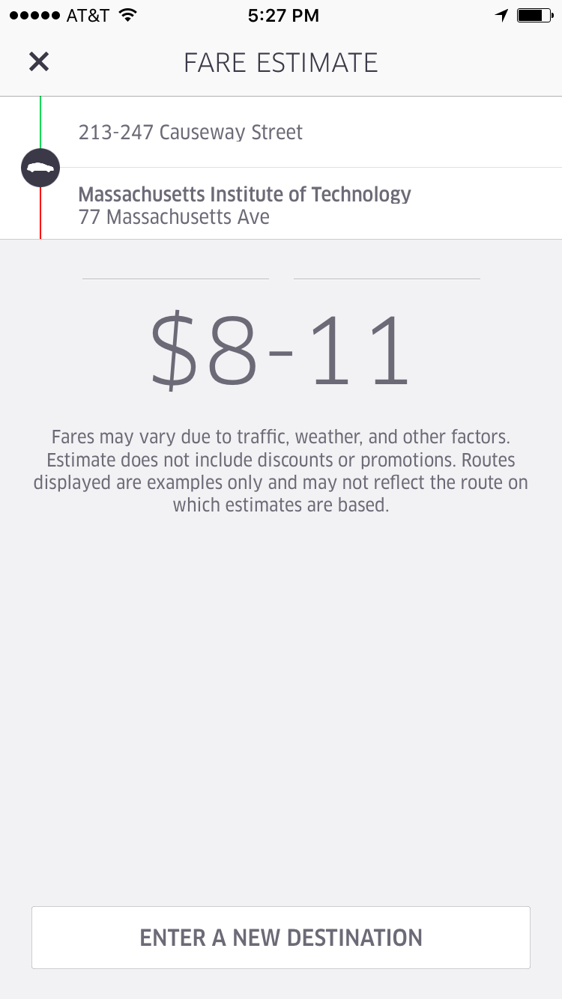 AT&T 5:27 PM
FARE ESTIMATE
213-247 Causeway Street
Massachusetts Institute of Technology
77 Massachusetts Ave
$8-11
Fares may vary due to traffic, weather, and other factors.
Estimate does not include discounts or promotions. Routes
displayed are examples only and may not reflect the route on
which estimates are based.
ENTER A NEW DESTINATION